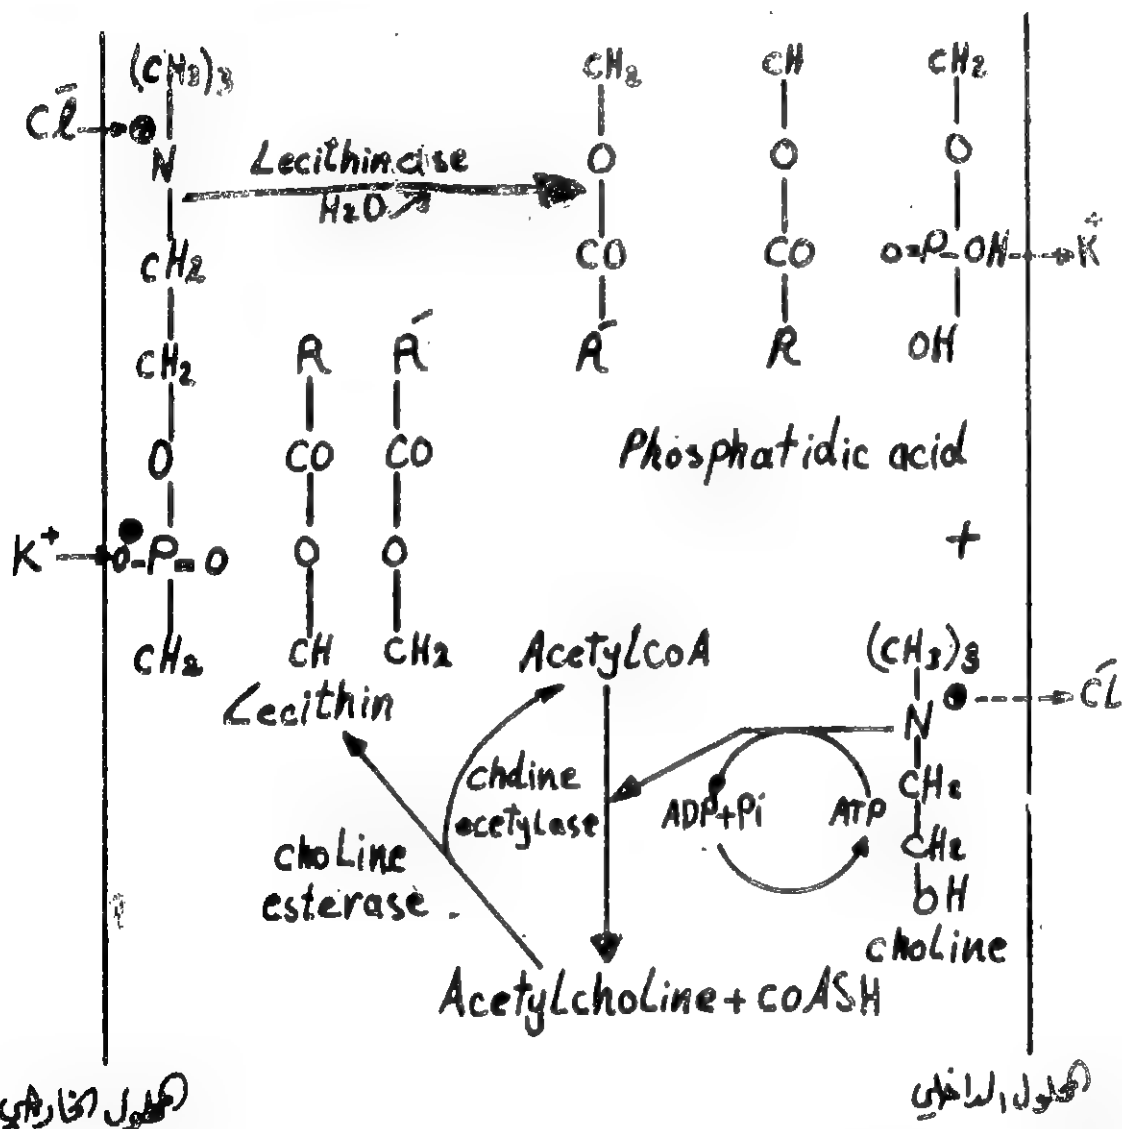 (CH3)3
Cl-
N
Lecithinase
H2O
CH2
CH2
O
K+
O-P=O
CH2
R
Ŕ
CO
CO
O
O
CH
CH2
Lecithin
CH2
CH
CH2
O
O
O
CO
CO
O=P-OH
K+
Ŕ
R
OH
Phosphatidic acid
+
AcetylcoA
(CH3)3
N
Cl-
CH2
CH2
OH
choline
choline
acetylase
ADP+Pi
ATP
choline
esterase
Acetylcholine+coASH
المحلول الخارجي
المحلول الداخلي